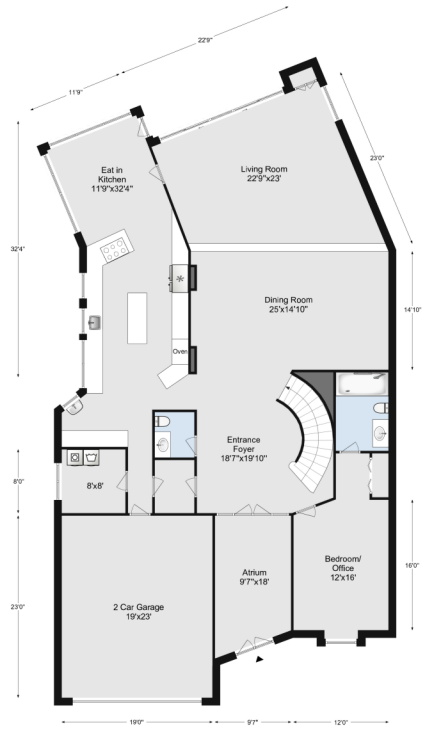 22'9"
11'9"
23'0"
Eat in
Kitchen
11'9"x32'4"
Living Room
22'9"x23'
32'4"
14'10"
Dining Room
25'x14'10"
Oven
Entrance
Foyer
18'7"x19'10"
8'0"
8'x8'
Bedroom/
Office
12'x16'
16'0"
Atrium
9'7"x18'
2 Car Garage
19'x23'
23'0"
19'0"
9'7"
12'0"